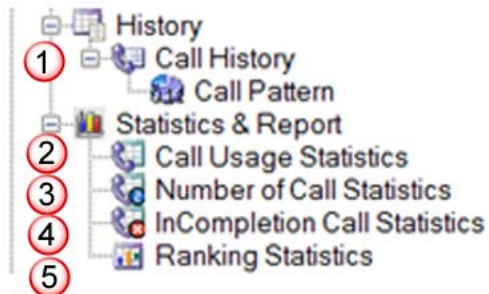 History
1 Call History
Call Pattern
Statistics & Report
2 Call Usage Statistics
3 Number of Call Statistics
4 InCompletion Call Statistics
5 Ranking Statistics